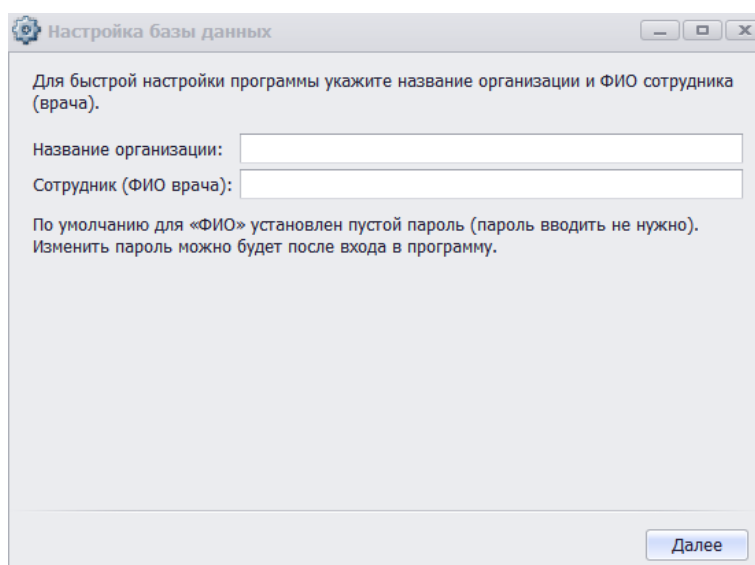 Настройка базы данных
Для быстрой настройки программы укажите название организации и ФИО сотрудника
(врача).
Название организации:
Сотрудник (ФИО врача):
По умолчанию для «ФИО» установлен пустой пароль (пароль вводить не нужно).
Изменить пароль можно будет после входа в программу.
Далее